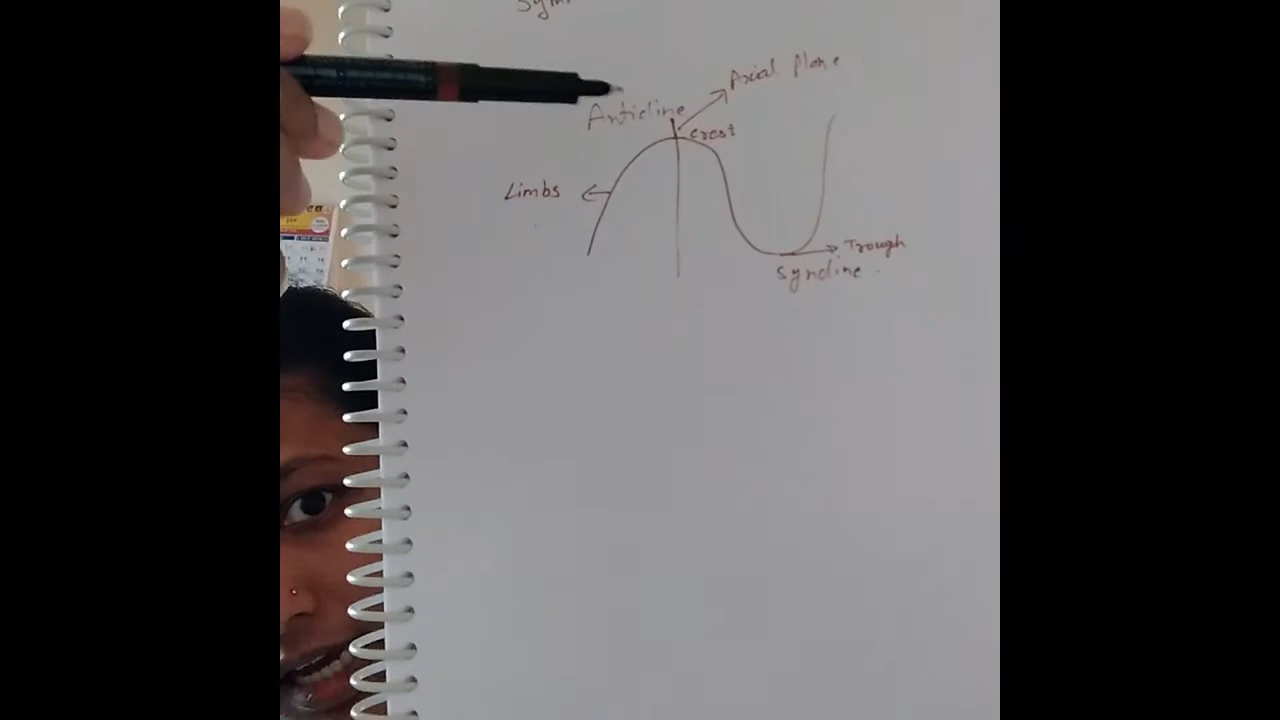 Axial Plane
Anticline
crest
Limbs
Trough
Syncline